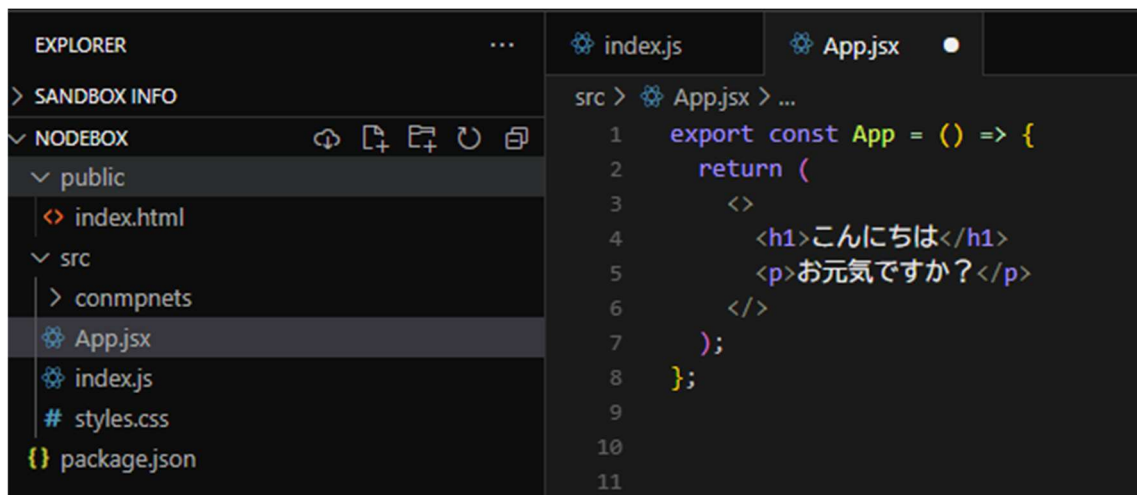 EXPLORER ...
SANDBOX INFO
NODEBOX
public
<> index.html
src
conmpnets
App.jsx
index.js
# styles.css
{} package.json
index.js App.jsx
src > App.jsx > ...
1 export const App = () => {
2 return (
3 <>
4 <h1>こんにちは</h1>
5 <p>お元気ですか？</p>
6 </>
7 );
8 };
9
10
11